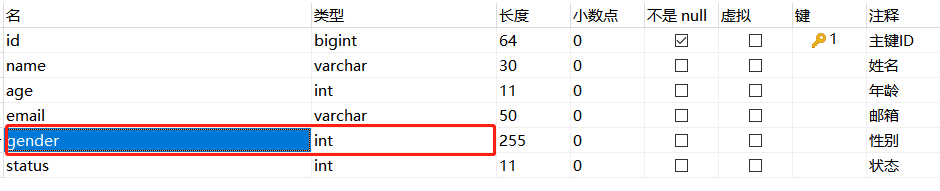 名 类型 长度 小数点 不是 null 虚拟 键 注释
id bigint 64 0 1 主键ID
name varchar 30 0 姓名
age int 11 0 年龄
email varchar 50 0 邮箱
gender int 255 0 性别
status int 11 0 状态